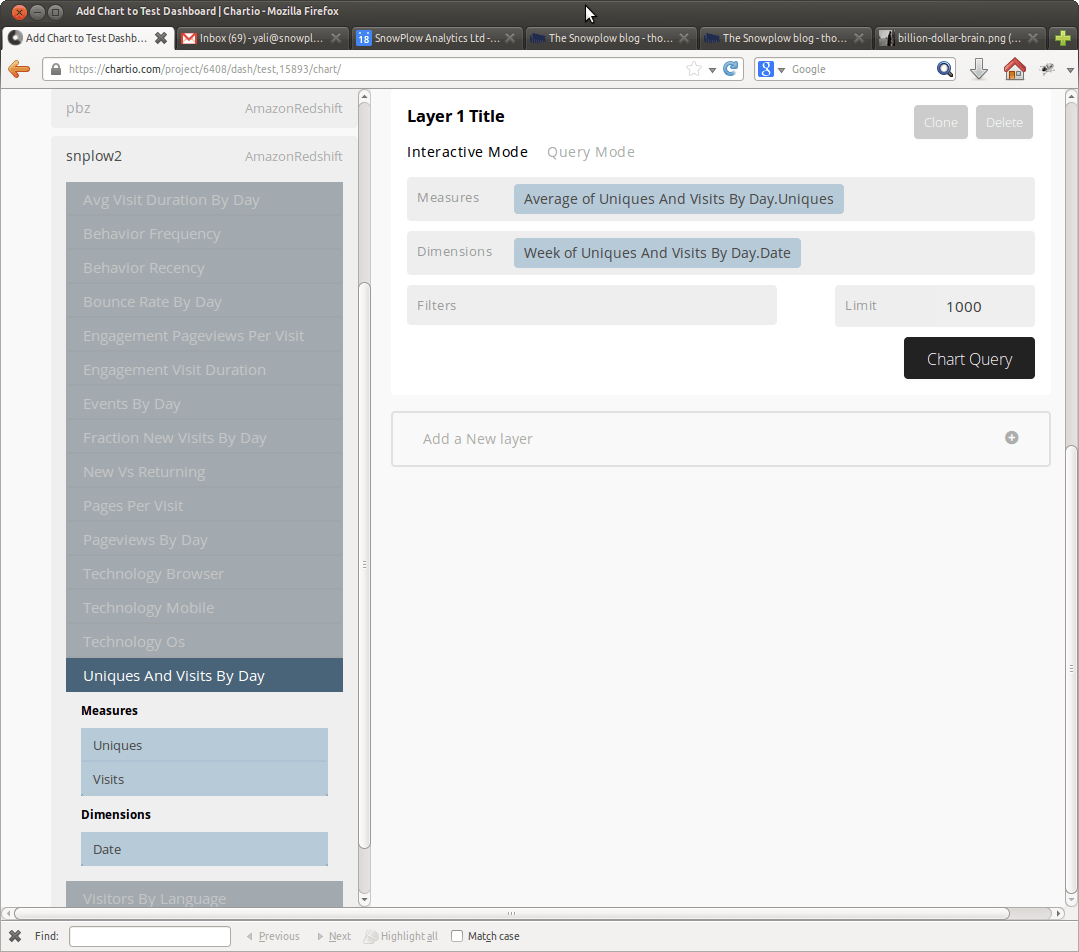 Add Chart to Test Dashboard | Chartio - Mozilla Firefox
Add Chart to Test Dashb...
Inbox (69) - yali@snowpl...
18
SnowPlow Analytics Ltd -...
The Snowplow blog - tho...
The Snowplow blog - tho...
billion-dollar-brain.png (...
https://chartio.com/project/6408/dash/test,15893/chart/
8
Google
pbz AmazonRedshift
snplow2 AmazonRedshift
Avg Visit Duration By Day
Behavior Frequency
Behavior Recency
Bounce Rate By Day
Engagement Pageviews Per Visit
Engagement Visit Duration
Events By Day
Fraction New Visits By Day
New Vs Returning
Pages Per Visit
Pageviews By Day
Technology Browser
Technology Mobile
Technology Os
Uniques And Visits By Day
Measures
Uniques
Visits
Dimensions
Date
Visitors By Language
Layer 1 Title
Clone Delete
Interactive Mode Query Mode
Measures Average of Uniques And Visits By Day.Uniques
Dimensions Week of Uniques And Visits By Day.Date
Filters
Limit 1000
Chart Query
Add a New layer
Find: Previous Next Highlight all Match case